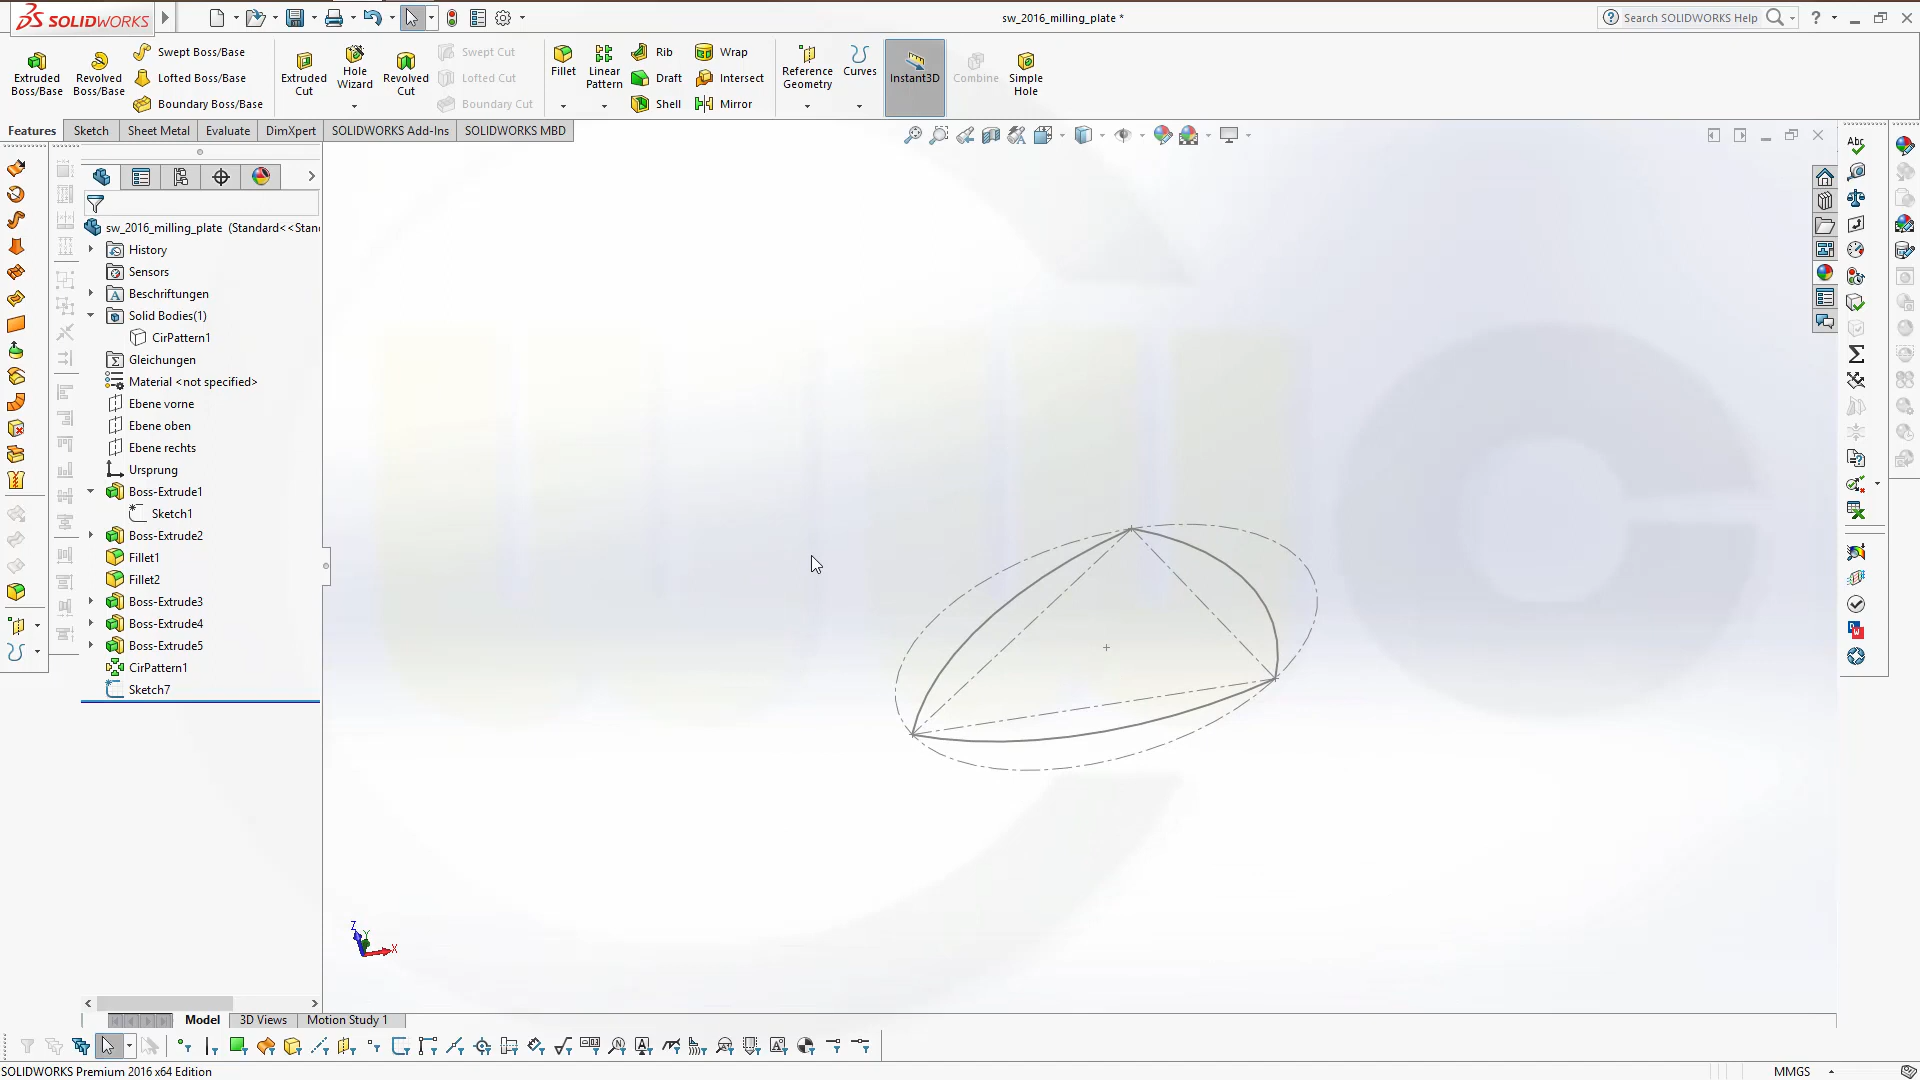 SOLIDWORKS
sw_2016_milling_plate *
Search SOLIDWORKS Help
Extruded Boss/Base
Revolved Boss/Base
Swept Boss/Base
Lofted Boss/Base
Boundary Boss/Base
Extruded Cut
Hole Wizard
Revolved Cut
Swept Cut
Lofted Cut
Boundary Cut
Fillet
Linear Pattern
Rib
Draft
Shell
Wrap
Intersect
Mirror
Reference Geometry
Curves
Instant3D
Combine
Simple Hole
Features
Sketch
Sheet Metal
Evaluate
DimXpert
SOLIDWORKS Add-Ins
SOLIDWORKS MBD
sw_2016_milling_plate (Standard<<Stan
History
Sensors
Beschriftungen
Solid Bodies(1)
CirPattern1
Gleichungen
Material <not specified>
Ebene vorne
Ebene oben
Ebene rechts
Ursprung
Boss-Extrude1
Sketch1
Boss-Extrude2
Fillet1
Fillet2
Boss-Extrude3
Boss-Extrude4
Boss-Extrude5
CirPattern1
Sketch7
Z
Y
X
Model
3D Views
Motion Study 1
SOLIDWORKS Premium 2016 x64 Edition
MMGS